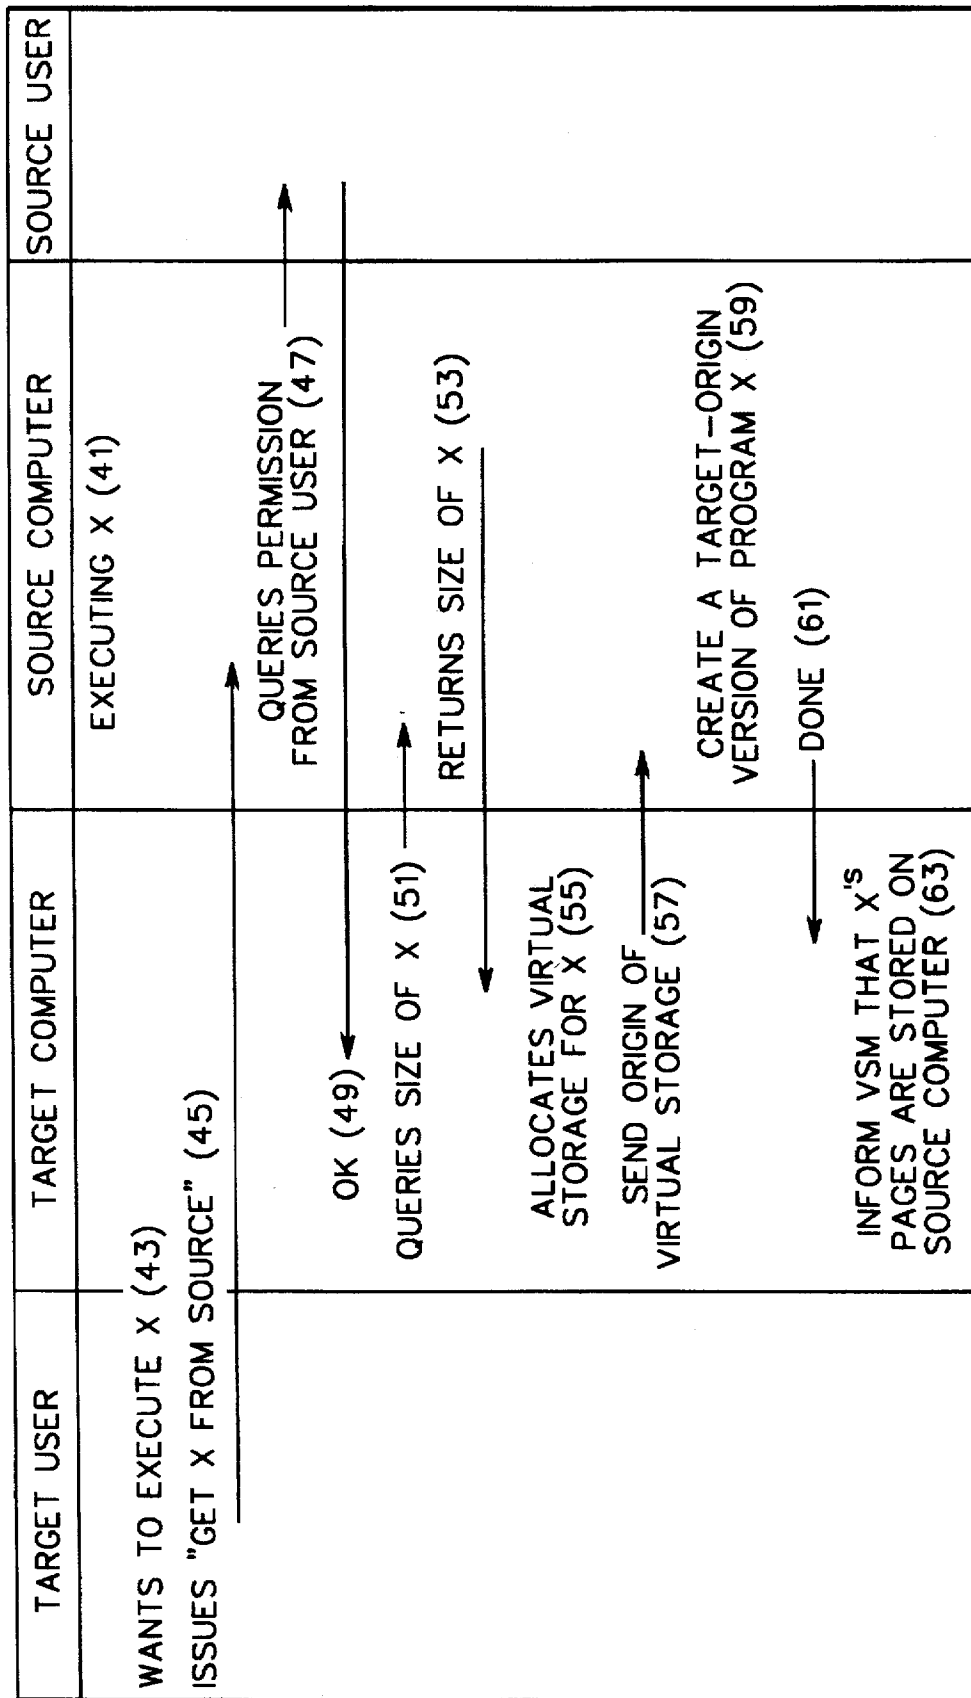 TARGET USER
TARGET COMPUTER
SOURCE COMPUTER
SOURCE USER
EXECUTING X (41)
WANTS TO EXECUTE X (43)
ISSUES "GET X FROM SOURCE" (45)
QUERIES PERMISSION
FROM SOURCE USER (47)
OK (49)
QUERIES SIZE OF X (51)
RETURNS SIZE OF X (53)
ALLOCATES VIRTUAL
STORAGE FOR X (55)
SEND ORIGIN OF
VIRTUAL STORAGE (57)
CREATE A TARGET-ORIGIN
VERSION OF PROGRAM X (59)
DONE (61)
INFORM VSM THAT X's
PAGES ARE STORED ON
SOURCE COMPUTER (63)